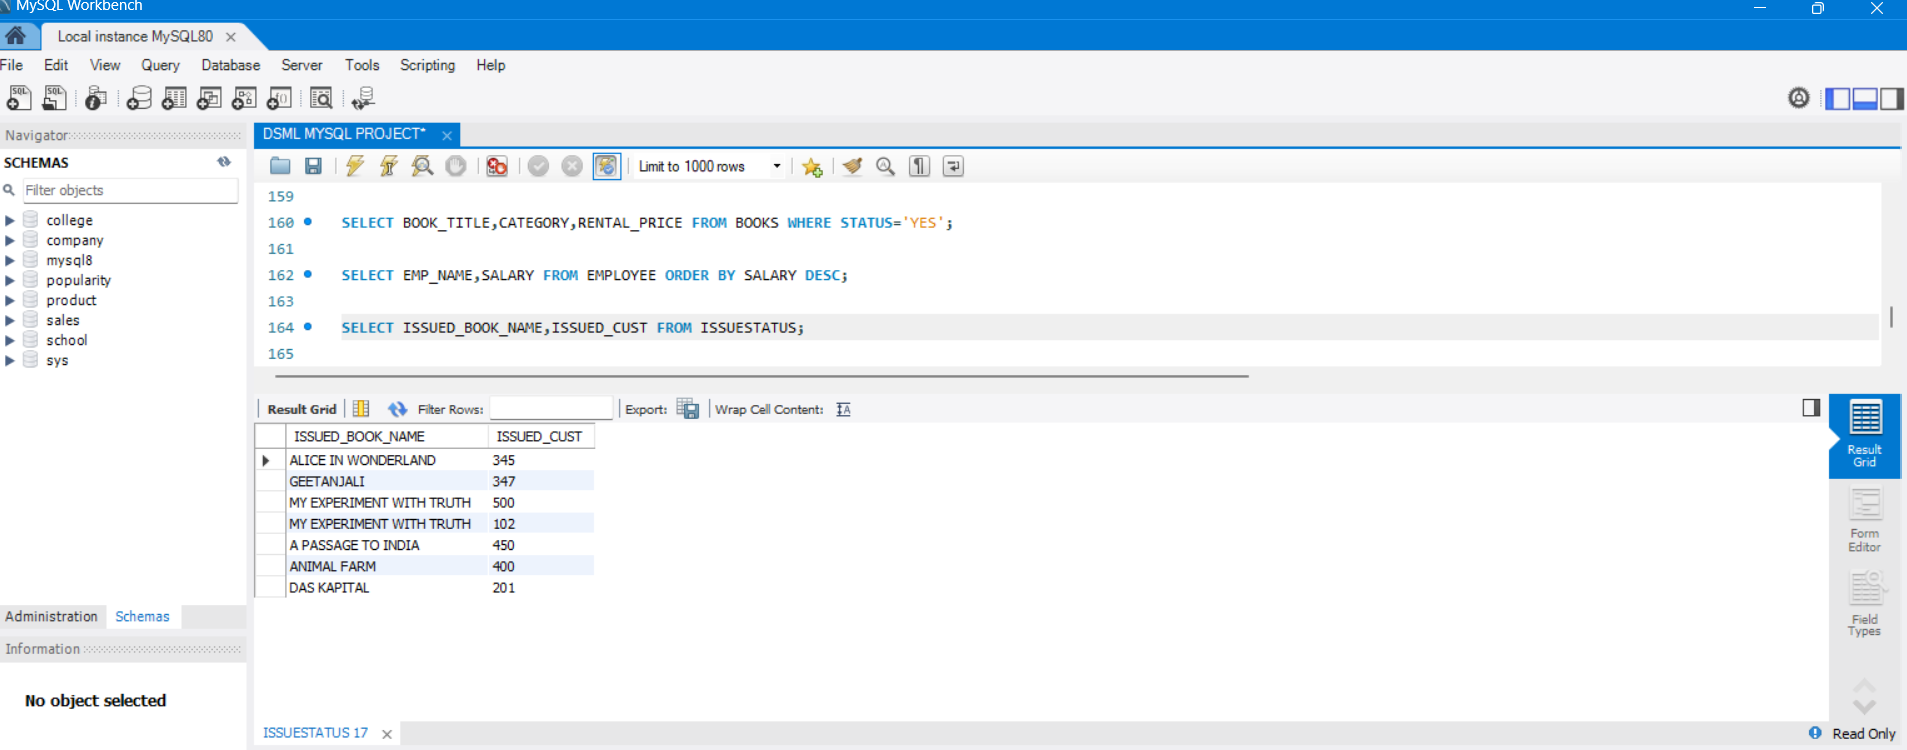 MySQL Workbench
Local instance MySQL80
File Edit View Query Database Server Tools Scripting Help
Navigator
SCHEMAS
Filter objects
college
company
mysql8
popularity
product
sales
school
sys
Administration Schemas
Information
No object selected
DSML MYSQL PROJECT*
Limit to 1000 rows
159
160 SELECT BOOK_TITLE,CATEGORY,RENTAL_PRICE FROM BOOKS WHERE STATUS='YES';
161
162 SELECT EMP_NAME,SALARY FROM EMPLOYEE ORDER BY SALARY DESC;
163
164 SELECT ISSUED_BOOK_NAME,ISSUED_CUST FROM ISSUESTATUS;
165
Result Grid Filter Rows: Export: Wrap Cell Content:
ISSUED_BOOK_NAME ISSUED_CUST
ALICE IN WONDERLAND 345
GEETANJALI 347
MY EXPERIMENT WITH TRUTH 500
MY EXPERIMENT WITH TRUTH 102
A PASSAGE TO INDIA 450
ANIMAL FARM 400
DAS KAPITAL 201
Result
Grid
Form
Editor
Field
Types
ISSUESTATUS 17
Read Only